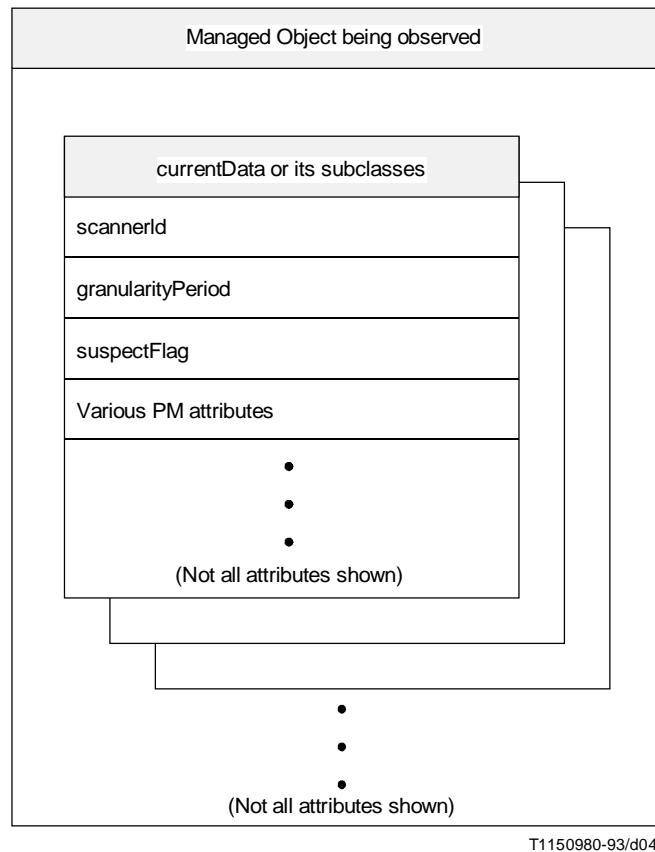 Managed Object being observed
currentData or its subclasses
scannerId
granularityPeriod
suspectFlag
Various PM attributes
(Not all attributes shown)
(Not all attributes shown)
T1150980-93/d04